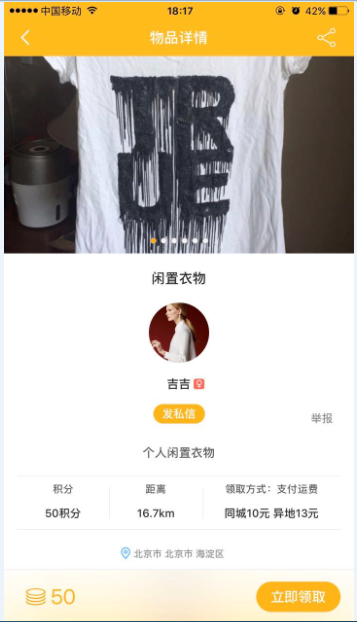 中国移动 18:17 42%
物品详情
TR
UE
闲置衣物
吉吉
发私信
举报
个人闲置衣物
积分 距离 领取方式：支付运费
50积分 16.7km 同城10元 异地13元
北京市 北京市 海淀区
50 立即领取